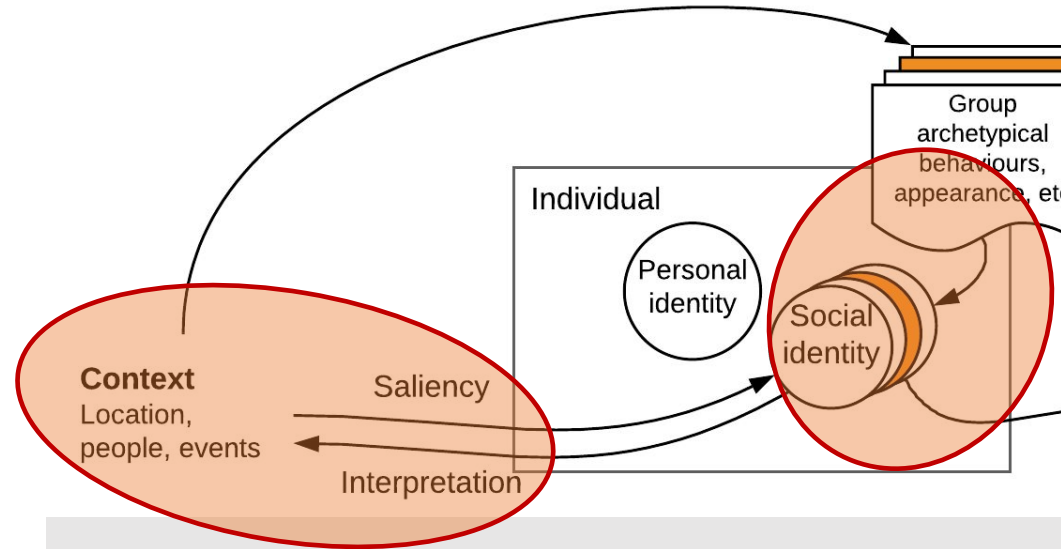 Group
archetypical
behaviours,
appearance, etc
Individual
Personal
identity
Social
identity
Context
Location,
people, events
Saliency
Interpretation